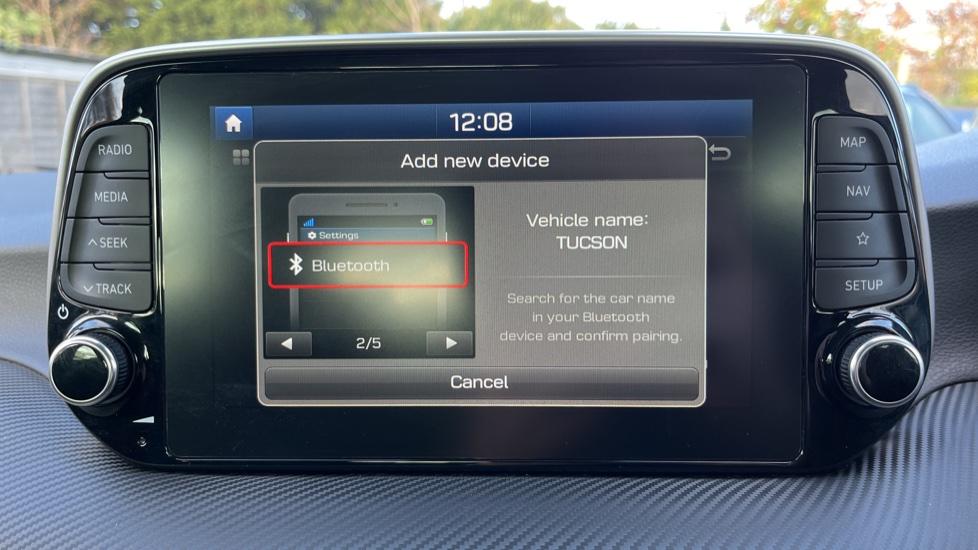 12:08
Add new device
Settings
Bluetooth
2/5
Vehicle name:
TUCSON
Search for the car name
in your Bluetooth
device and confirm pairing.
Cancel
RADIO
MEDIA
SEEK
TRACK
MAP
NAV
SETUP